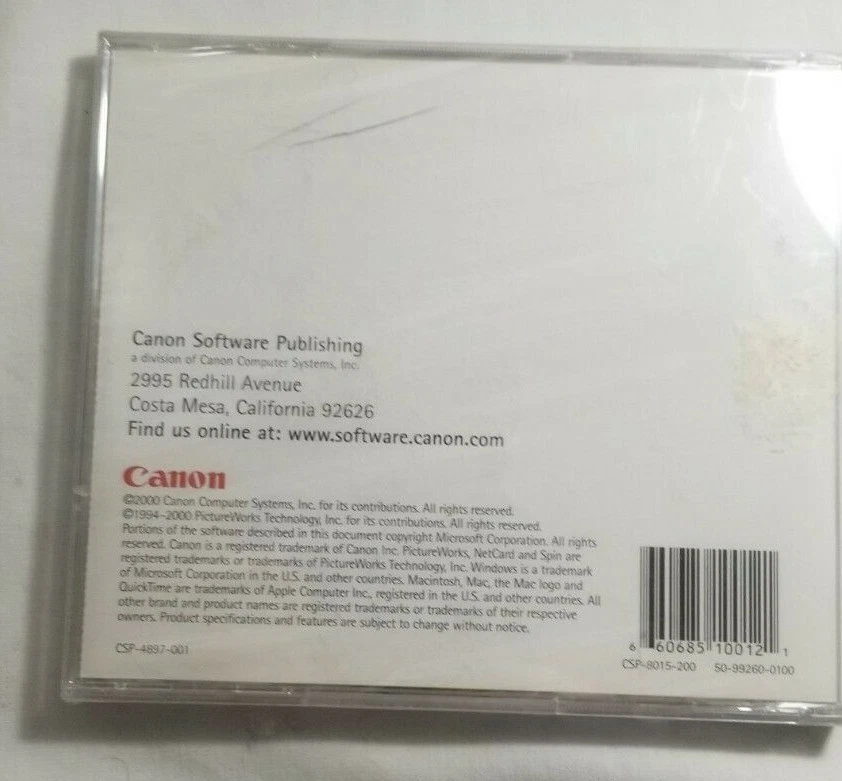 Canon Software Publishing
a division of Canon Computer Systems, Inc.
2995 Redhill Avenue
Costa Mesa, California 92626
Find us online at: www.software.canon.com
Canon
©2000 Canon Computer Systems, Inc. for its contributions. All rights reserved.
©1994-2000 PictureWorks Technology, Inc. for its contributions. All rights reserved.
Portions of the software described in this document copyright Microsoft Corporation. All rights
reserved. Canon is a registered trademark of Canon Inc. PictureWorks, NetCard and Spin are
registered trademarks or trademarks of PictureWorks Technology, Inc. Windows is a trademark
of Microsoft Corporation in the U.S. and other countries. Macintosh, Mac, the Mac logo and
QuickTime are trademarks of Apple Computer Inc., registered in the U.S. and other countries. All
other brand and product names are registered trademarks or trademarks of their respective
owners. Product specifications and features are subject to change without notice.
CSP-4897-001
6 60685 10012 1
CSP-8015-200 50-99260-0100